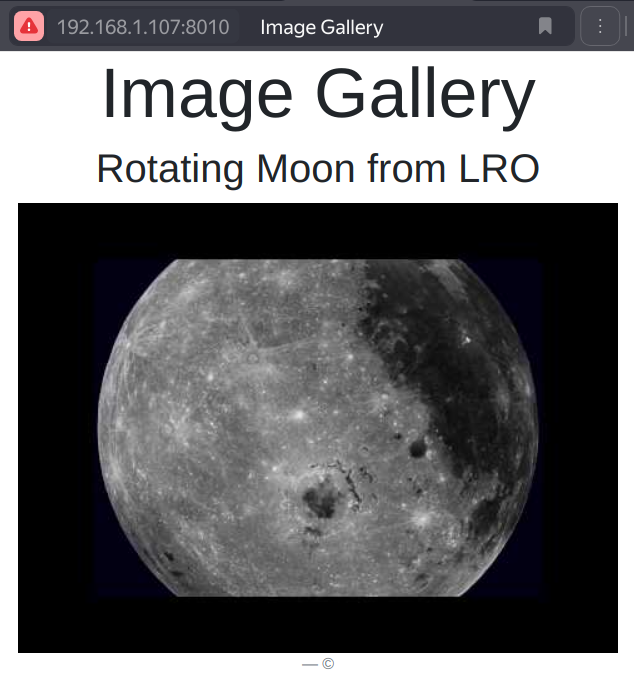 192.168.1.107:8010 Image Gallery
Image Gallery
Rotating Moon from LRO
— ©